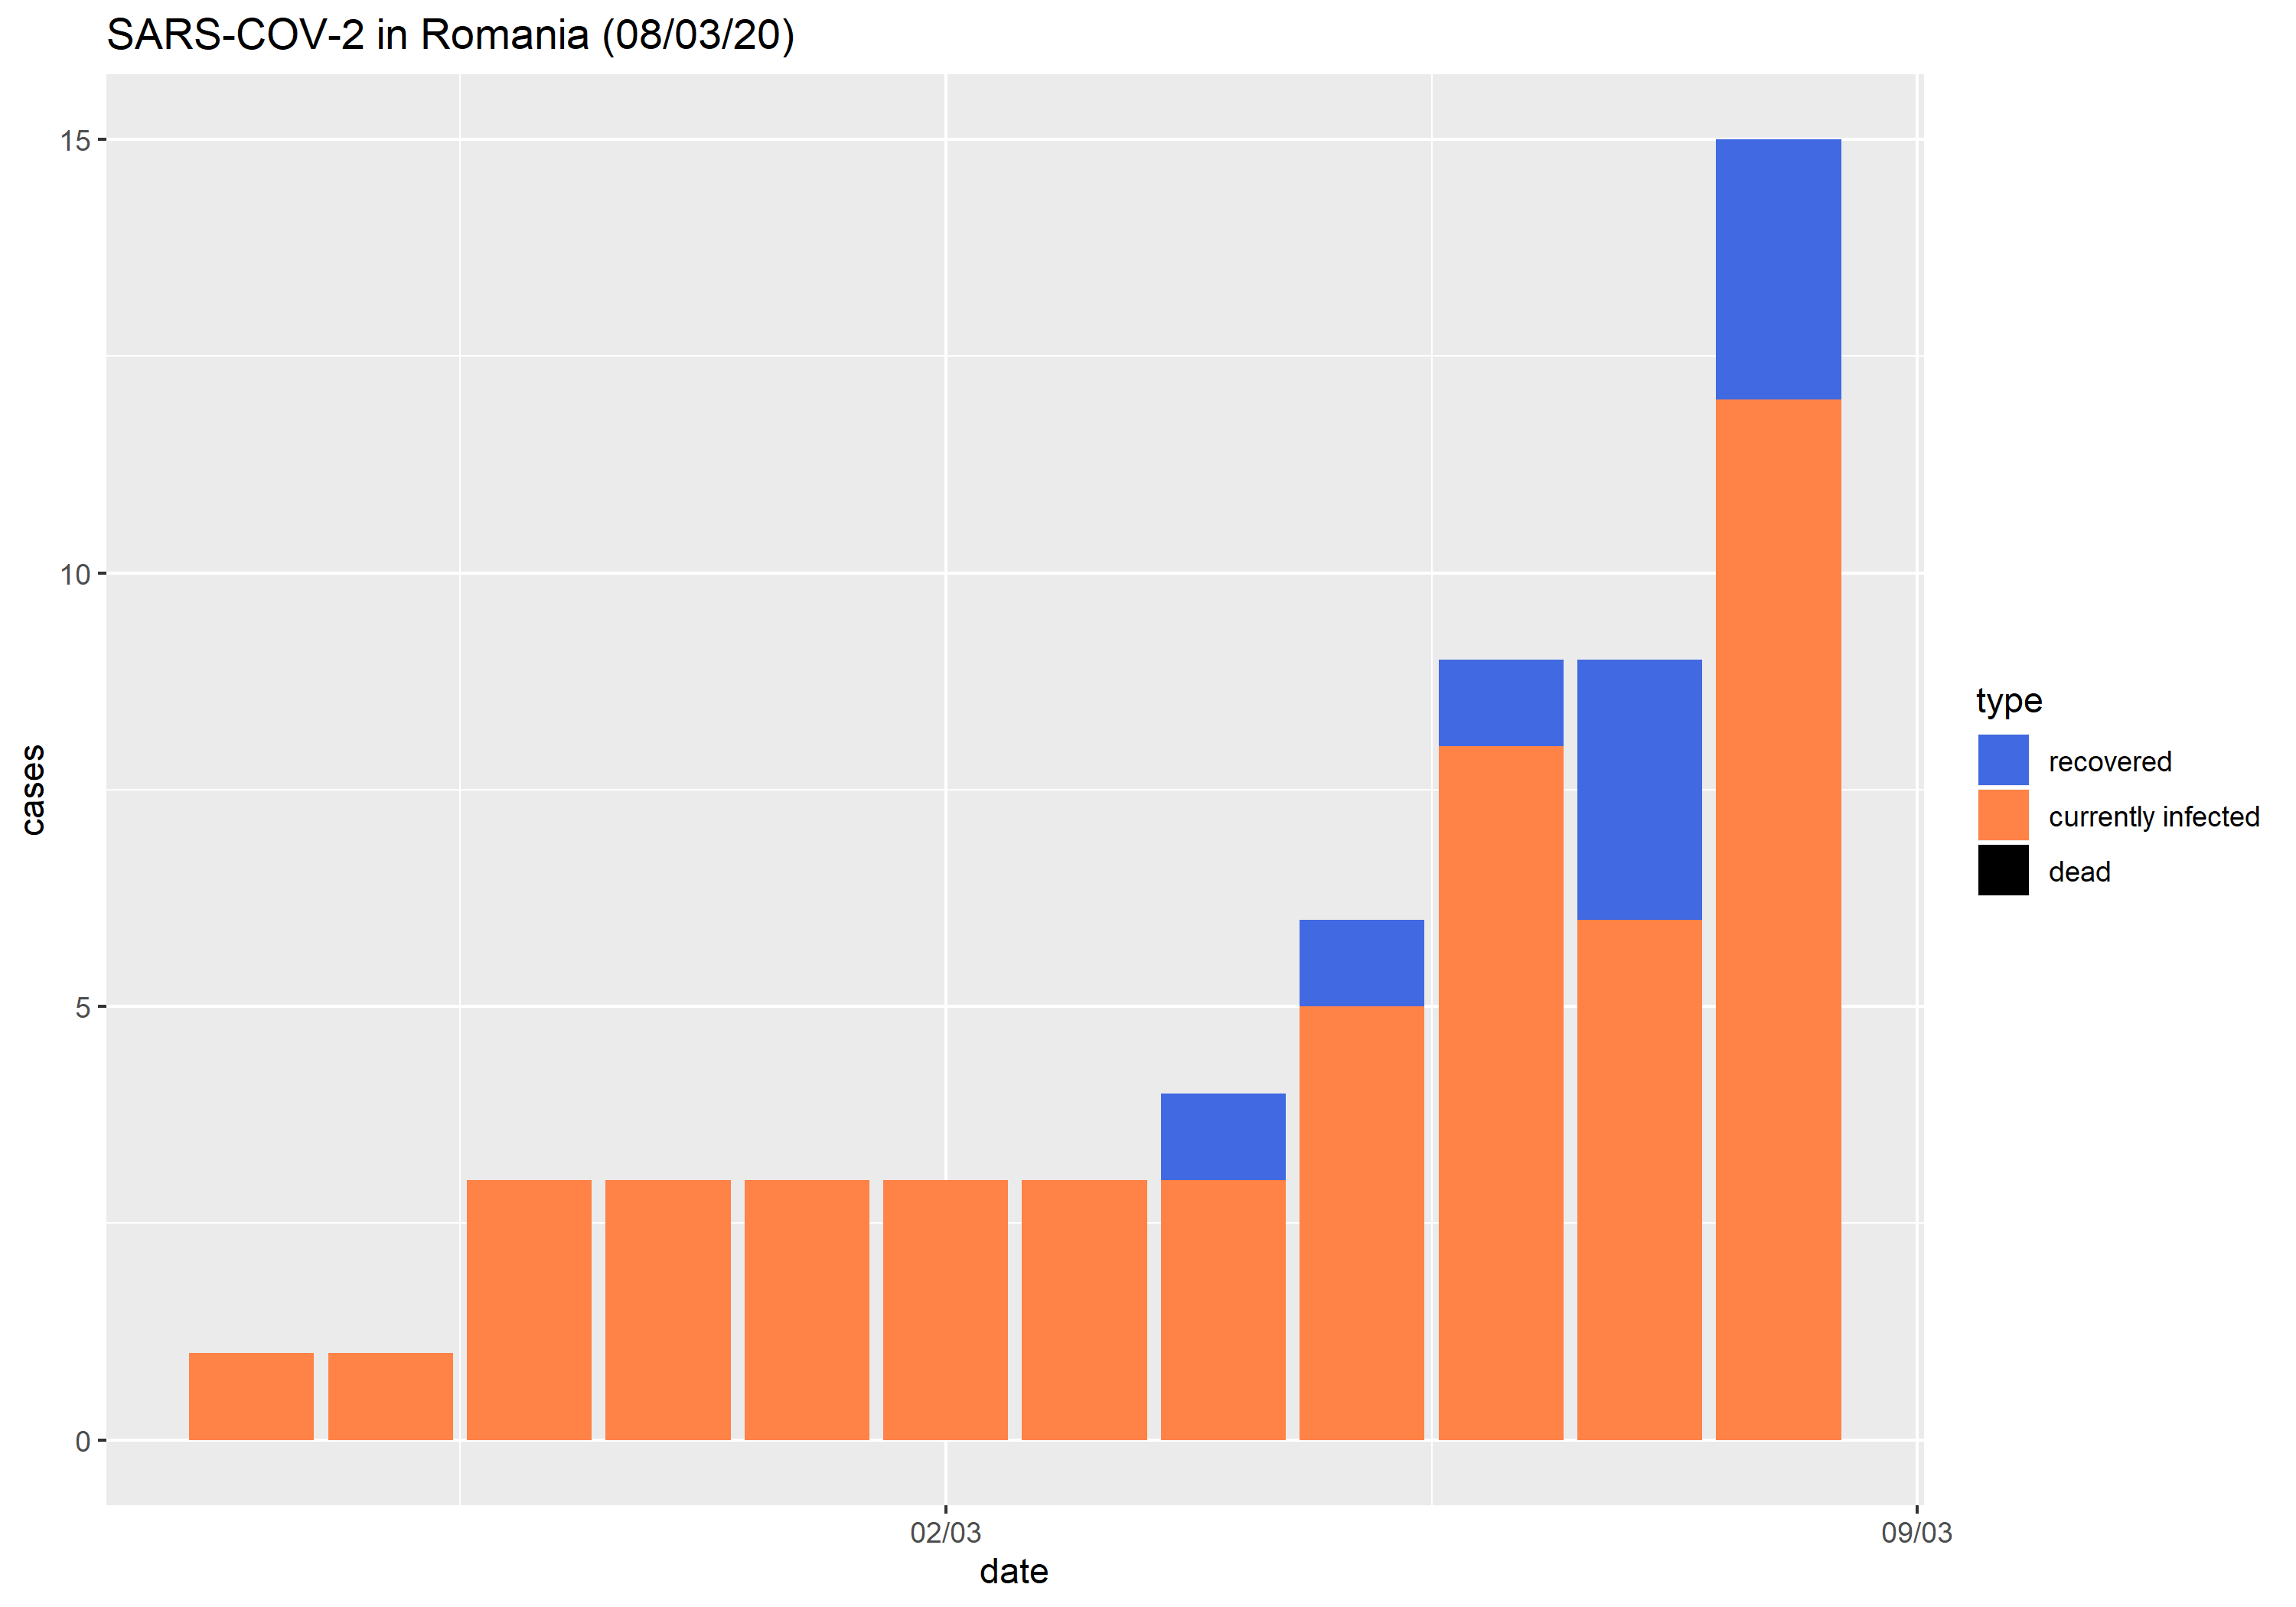 SARS-COV-2 in Romania (08/03/20)
15
10
5
0
cases
02/03
09/03
date
type
recovered
currently infected
dead